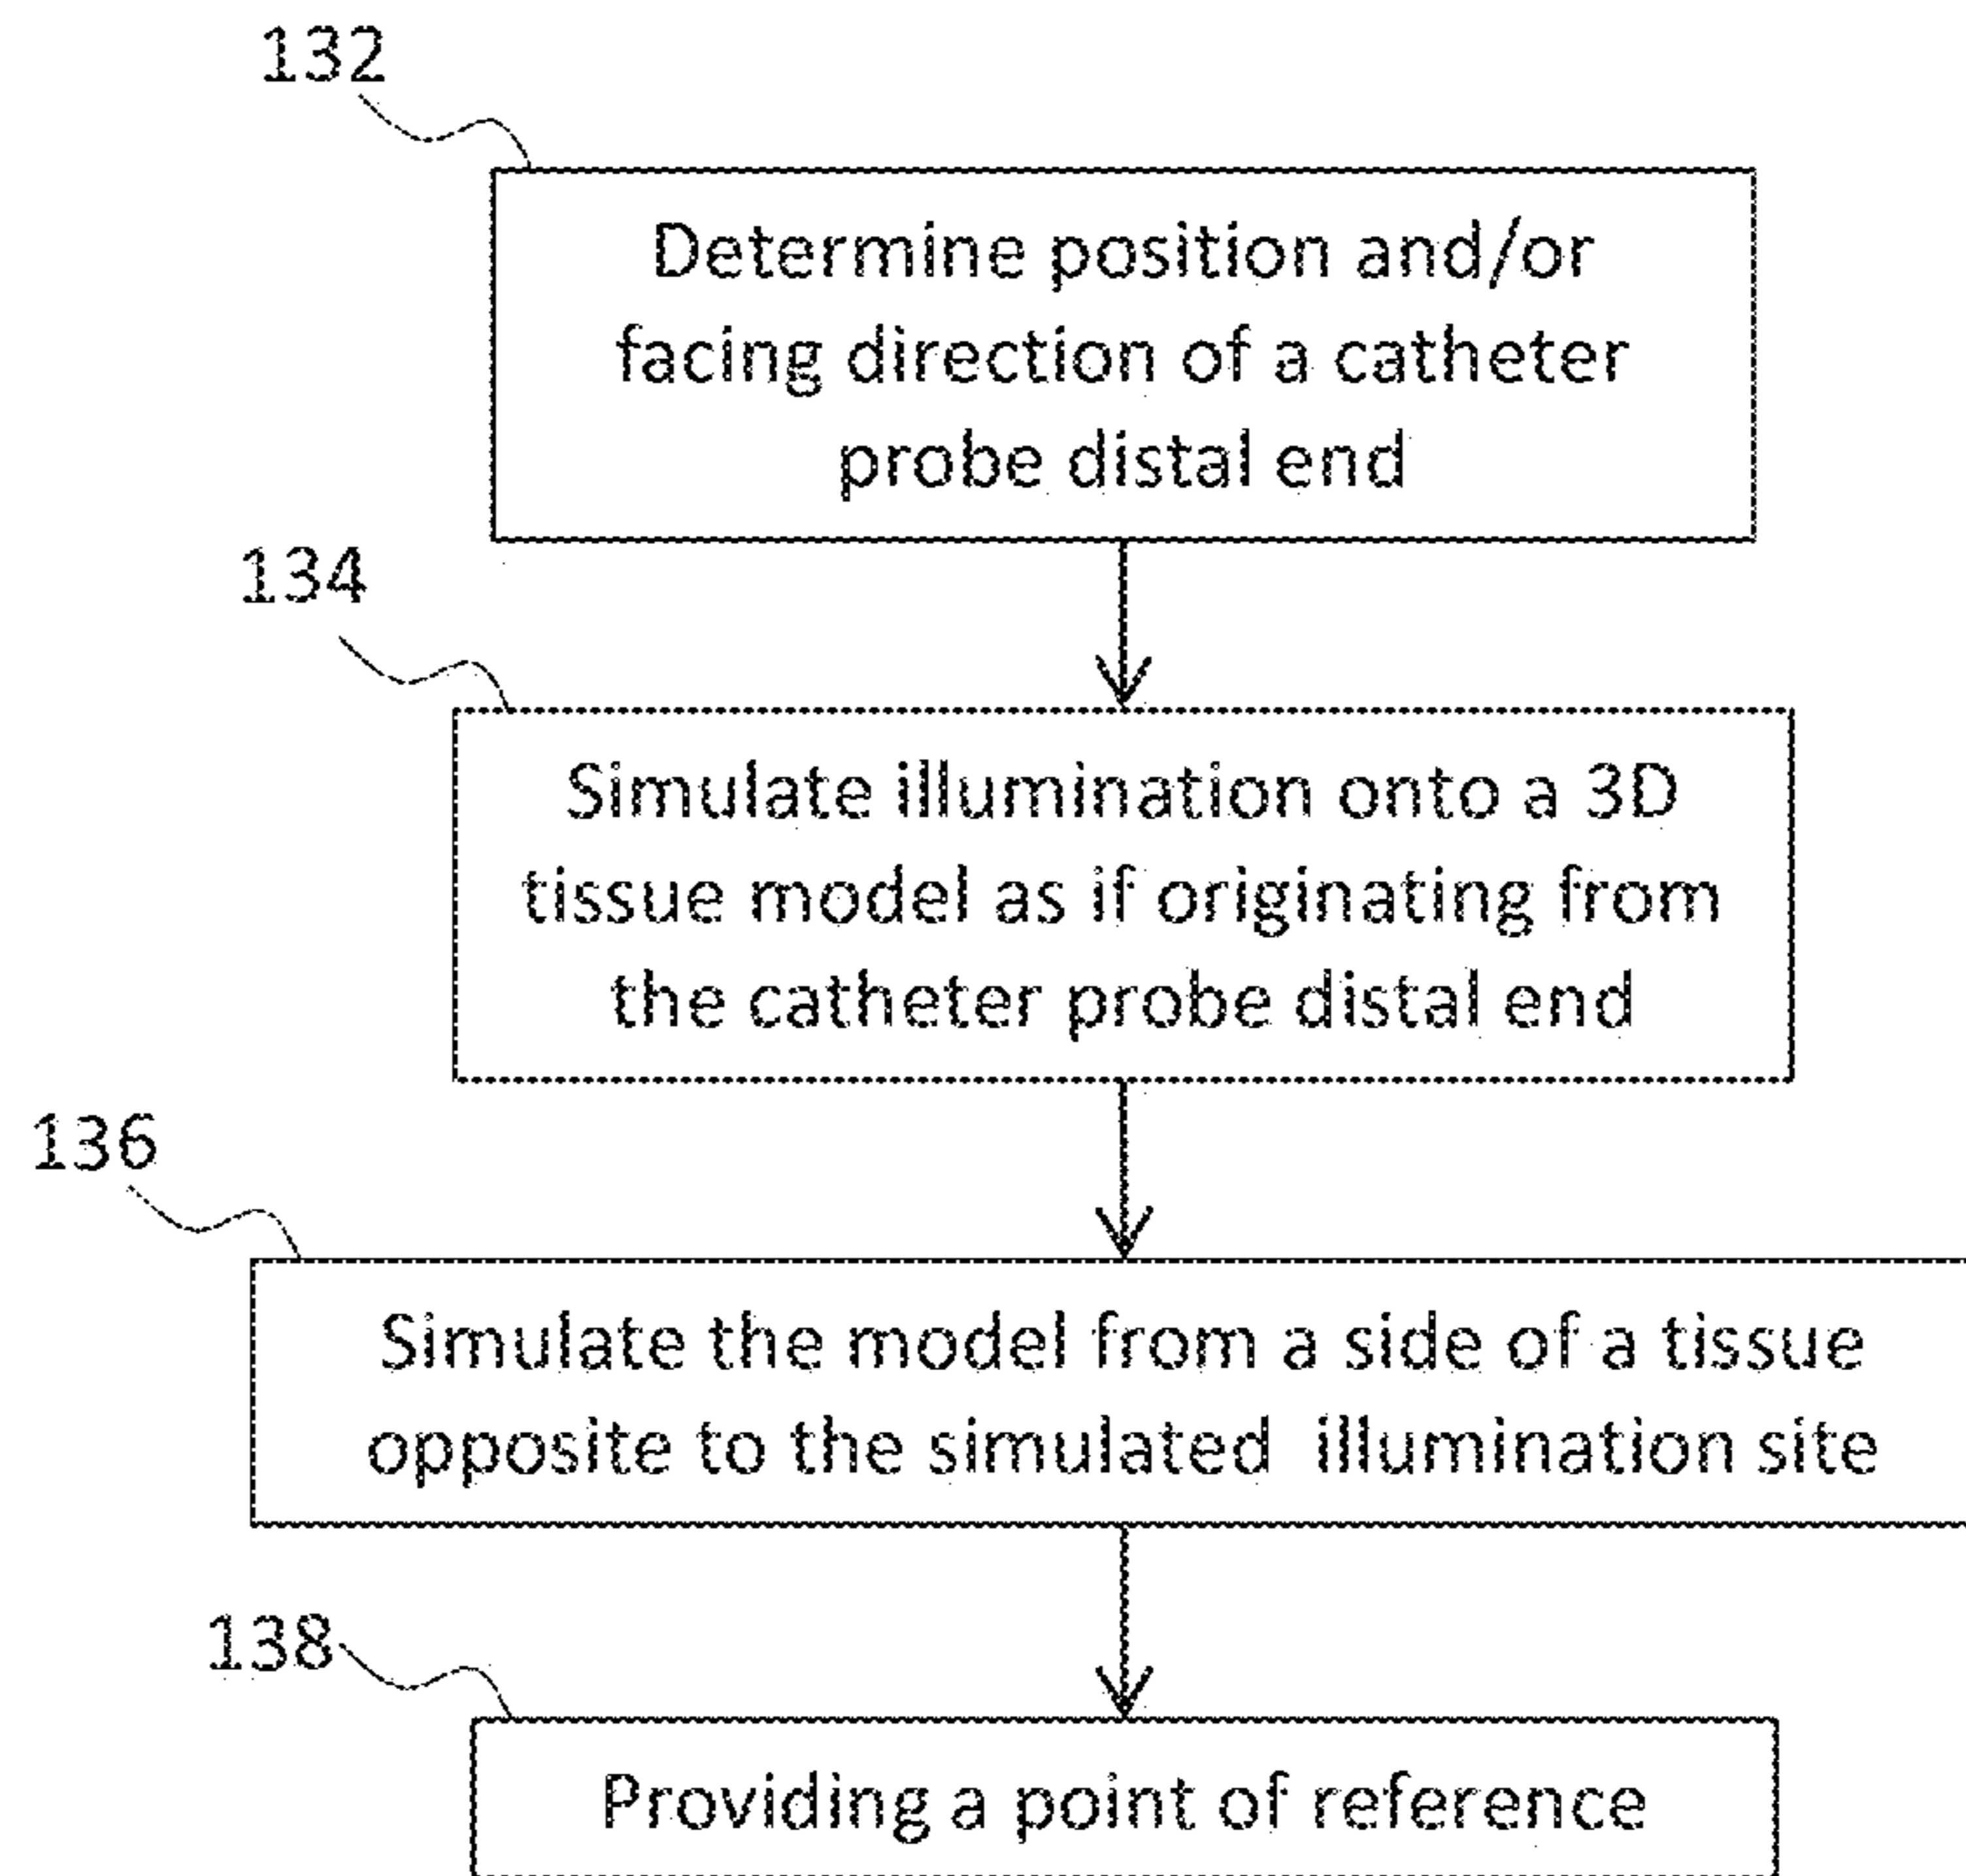 132
Determine position and/or
facing direction of a catheter
probe distal end
134
Simulate illumination onto a 3D
tissue model as if originating from
the catheter probe distal end
136
Simulate the model from a side of a tissue
opposite to the simulated illumination site
138
Providing a point of reference